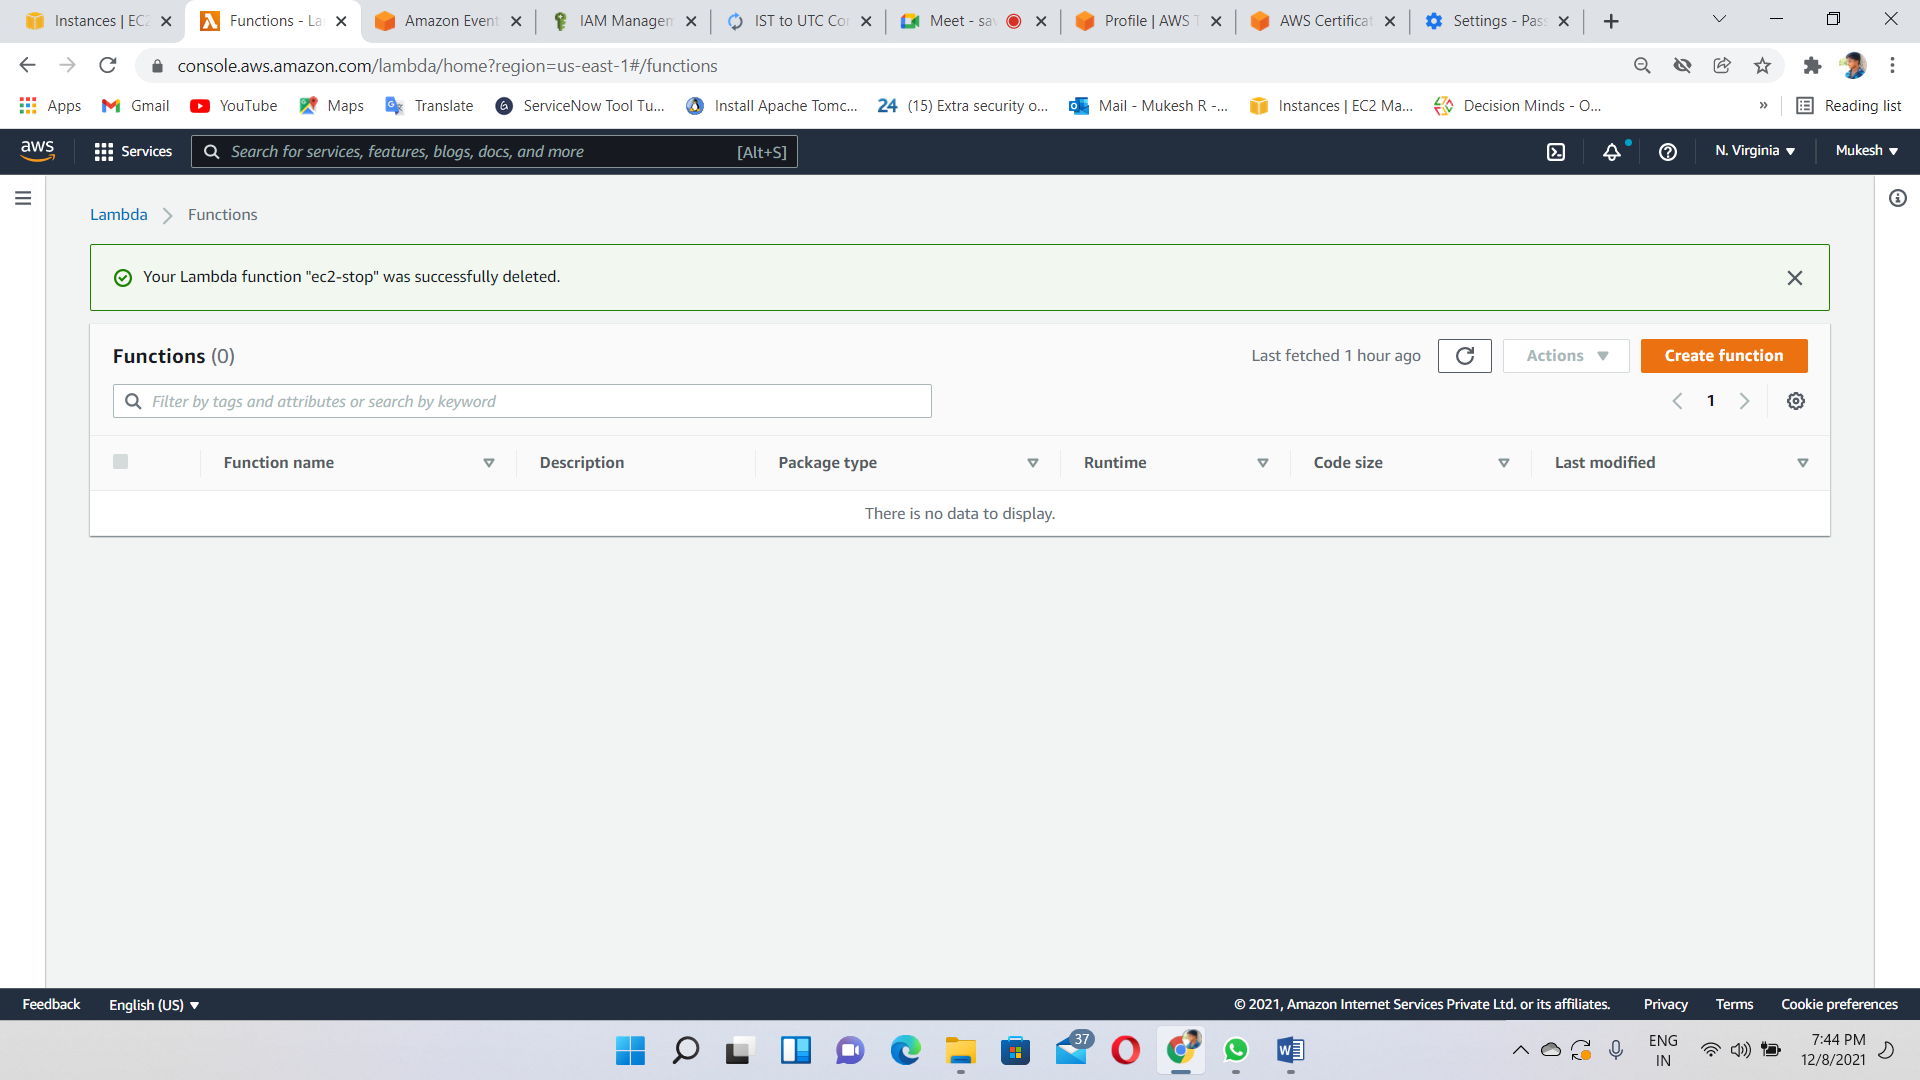 Instances | EC2
Functions - La
Amazon Event
IAM Managem
IST to UTC Cor
Meet - sav
Profile | AWS T
AWS Certificat
Settings - Pass
console.aws.amazon.com/lambda/home?region=us-east-1#/functions
Apps
Gmail
YouTube
Maps
Translate
ServiceNow Tool Tu...
Install Apache Tomc...
24
(15) Extra security o...
Mail - Mukesh R -...
Instances | EC2 Ma...
Decision Minds - O...
»
Reading list
aws
Services
Search for services, features, blogs, docs, and more
[Alt+S]
N. Virginia
Mukesh
Lambda
Functions
Your Lambda function "ec2-stop" was successfully deleted.
Functions (0)
Last fetched 1 hour ago
Actions
Create function
Filter by tags and attributes or search by keyword
1
Function name
Description
Package type
Runtime
Code size
Last modified
There is no data to display.
Feedback
English (US)
© 2021, Amazon Internet Services Private Ltd. or its affiliates.
Privacy
Terms
Cookie preferences
37
ENG
IN
7:44 PM
12/8/2021